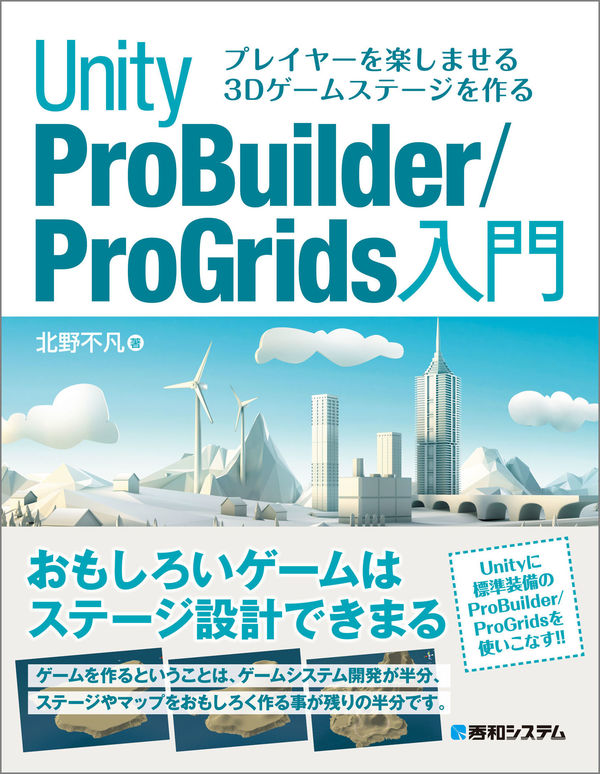 Unity
プレイヤーを楽しませる
3Dゲームステージを作る
ProBuilder/
ProGrids入門
北野不凡 著
おもしろいゲームは
ステージ設計できまる
Unityに
標準装備の
ProBuilder/
ProGridsを
使いこなす!!
ゲームを作るということは、ゲームシステム開発が半分、
ステージやマップをおもしろく作る事が残りの半分です。
秀和システム